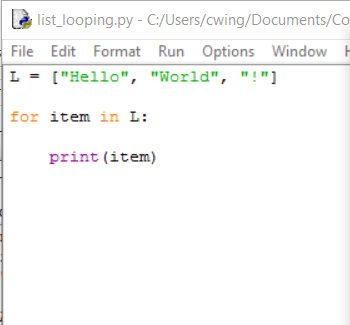 list_looping.py - C:/Users/cwing/Documents/Co
File Edit Format Run Options Window
L = ["Hello", "World", "!"]
for item in L:
    print(item)